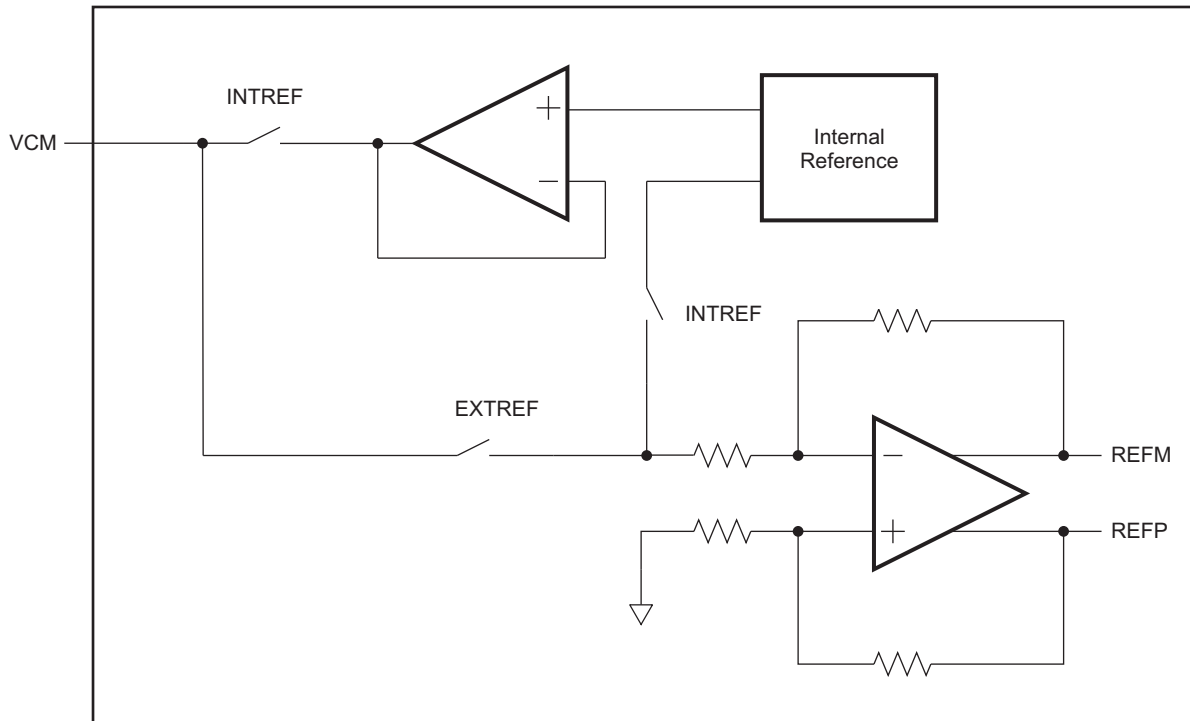 INTREF
VCM
+
−
Internal
Reference
INTREF
EXTREF
−
+
REFM
REFP